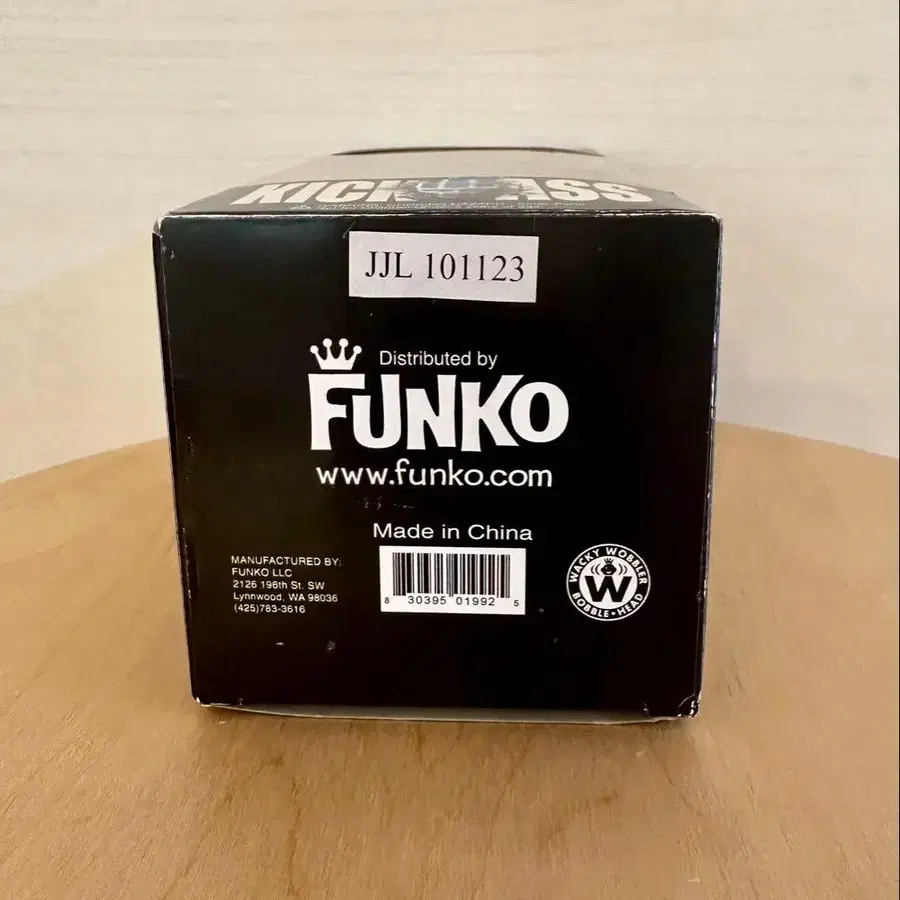 KICK ASS
JJL 101123
Distributed by
FUNKO
www.funko.com
Made in China
MANUFACTURED BY:
FUNKO LLC
2126 196th St. SW
Lynnwood, WA 98036
(425)783-3616
8 30395 01992 5
WACKY WOBBLER
W
BOBBLE-HEAD